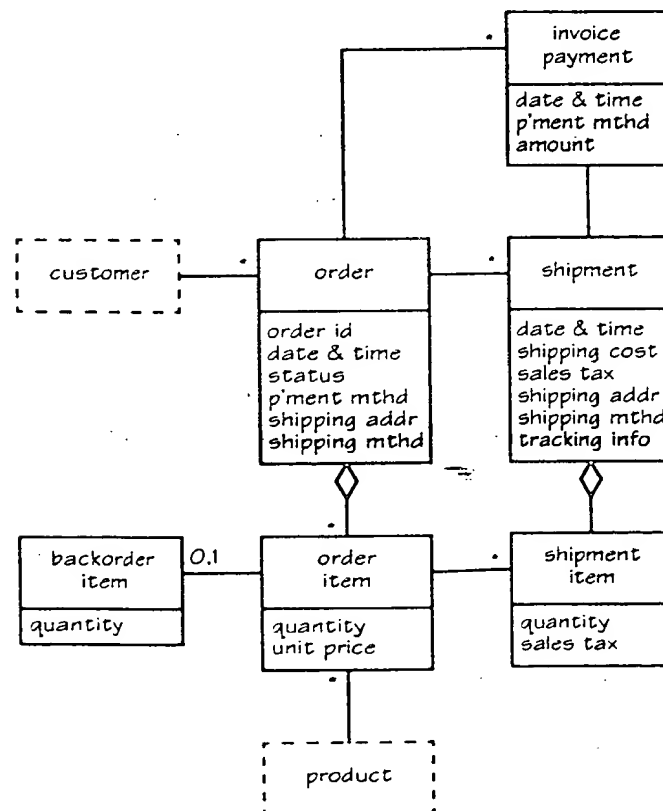 *
*
invoice
payment
date & time
p'ment mthd
amount
customer
*
order
*
shipment
order id
date & time
status
p'ment mthd
shipping addr
shipping mthd
date & time
shipping cost
sales tax
shipping addr
shipping mthd
tracking info
*
backorder
item
0,1
order
item
*
shipment
item
quantity
quantity
unit price
quantity
sales tax
*
product